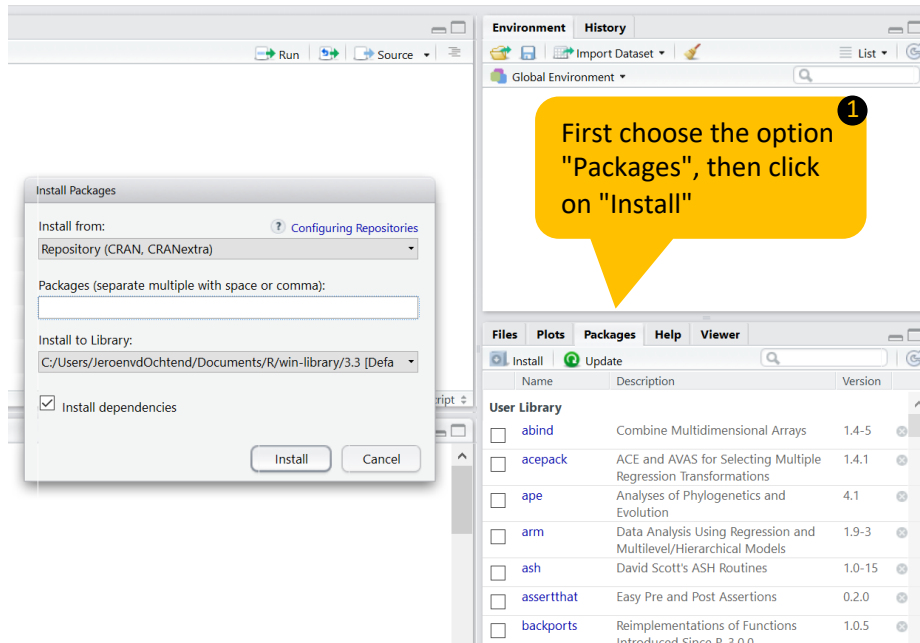 Run
Source
Install Packages
Install from:
? Configuring Repositories
Repository (CRAN, CRANextra)
Packages (separate multiple with space or comma):
Install to Library:
C:/Users/JeroenvdOchtend/Documents/R/win-library/3.3 [Defa
Install dependencies
Install Cancel
ript
Environment History
Import Dataset
List
Global Environment
1
First choose the option
"Packages", then click
on "Install"
Files Plots Packages Help Viewer
Install Update
Name Description Version
User Library
abind Combine Multidimensional Arrays 1.4-5
acepack ACE and AVAS for Selecting Multiple 1.4.1
Regression Transformations
ape Analyses of Phylogenetics and 4.1
Evolution
arm Data Analysis Using Regression and 1.9-3
Multilevel/Hierarchical Models
ash David Scott's ASH Routines 1.0-15
assertthat Easy Pre and Post Assertions 0.2.0
backports Reimplementations of Functions 1.0.5
Introduced Since R-3.0.0